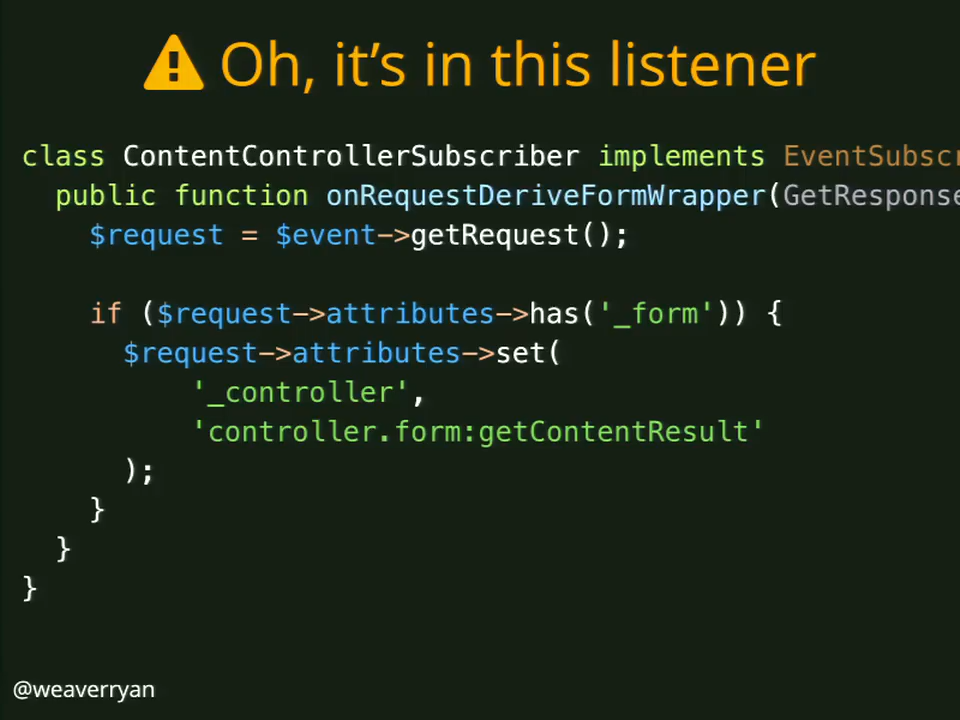 Oh, it's in this listener
class ContentControllerSubscriber implements EventSubscr
public function onRequestDeriveFormWrapper(GetResponse
$request = $event->getRequest();
if ($request->attributes->has('_form')) {
$request->attributes->set(
'_controller',
'controller.form:getContentResult'
);
}
}
}
@weaverryan